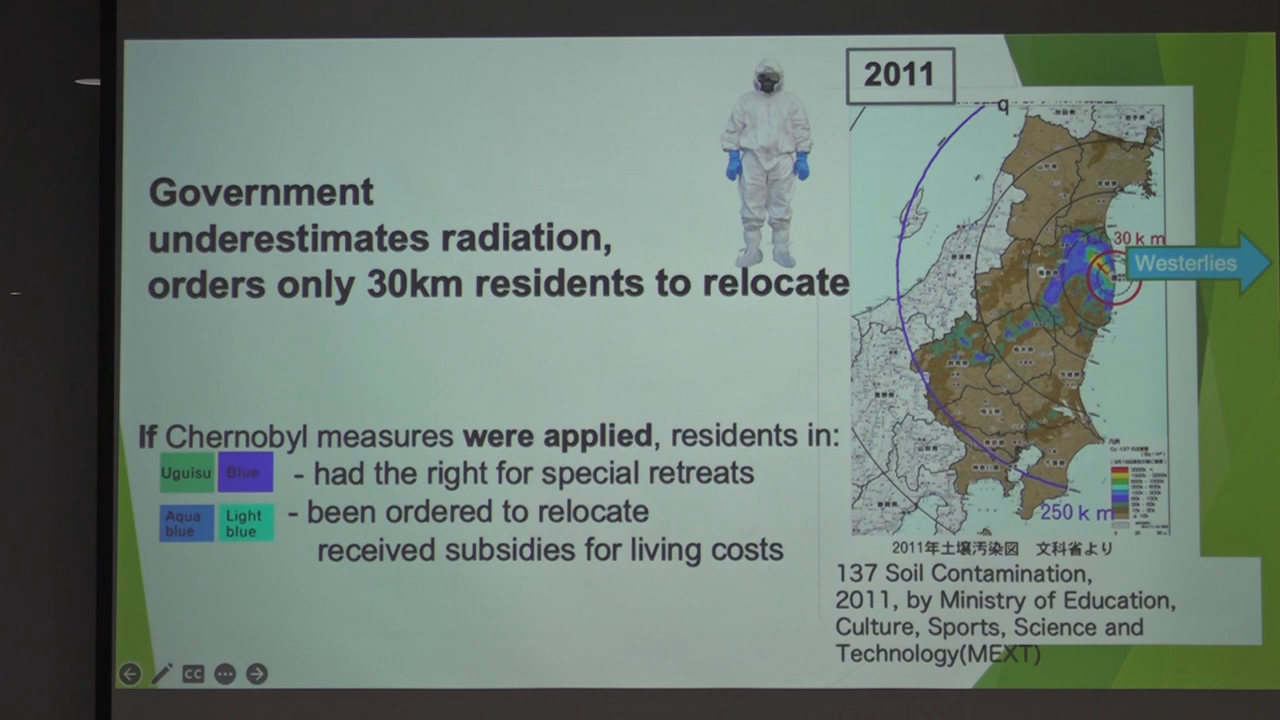 2011
q
Government
underestimates radiation,
orders only 30km residents to relocate
30 k m
Westerlies
If Chernobyl measures were applied, residents in:
Uguisu Blue - had the right for special retreats
Aqua blue Light blue - been ordered to relocate
received subsidies for living costs
250 k m
2011年土壌汚染図 文科省より
137 Soil Contamination,
2011, by Ministry of Education,
Culture, Sports, Science and
Technology(MEXT)
CC